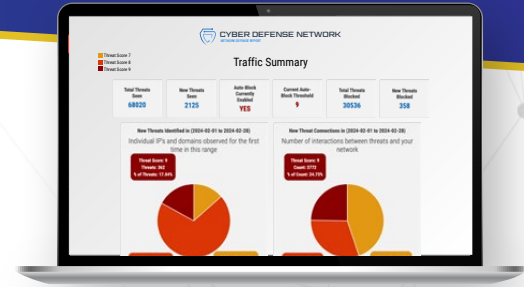 CYBER DEFENSE NETWORK
NETWORK DEFENSE REPORT
Threat Score 7
Threat Score 8
Threat Score 9
Traffic Summary
Total Threats Seen
68020
New Threats Seen
2125
Auto-Block Currently Enabled
YES
Current Auto-Block Threshold
9
Total Threats Blocked
30536
New Threats Blocked
358
New Threats Identified in (2024-02-01 to 2024-02-28)
Individual IP's and domains observed for the first
time in this range
Threat Score: 9
Threats: 362
% of Threats: 17.04%
New Threat Connections in (2024-02-01 to 2024-02-28)
Number of interactions between threats and your
network
Threat Score: 9
Count: 5772
% of Count: 24.75%